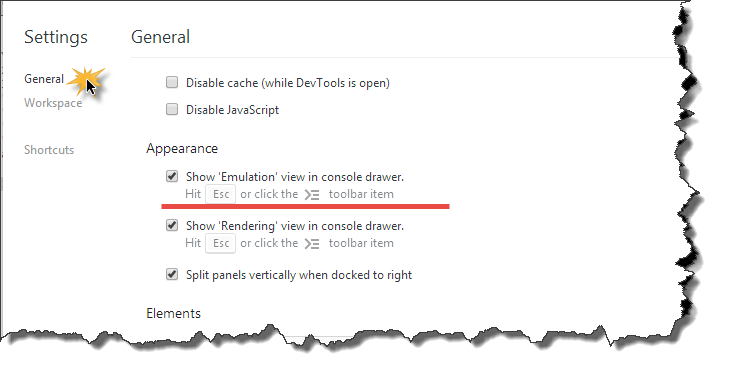 Settings
General
General
Workspace
Shortcuts
Disable cache (while DevTools is open)
Disable JavaScript
Appearance
Show 'Emulation' view in console drawer.
Hit Esc or click the toolbar item
Show 'Rendering' view in console drawer.
Hit Esc or click the toolbar item
Split panels vertically when docked to right
Elements